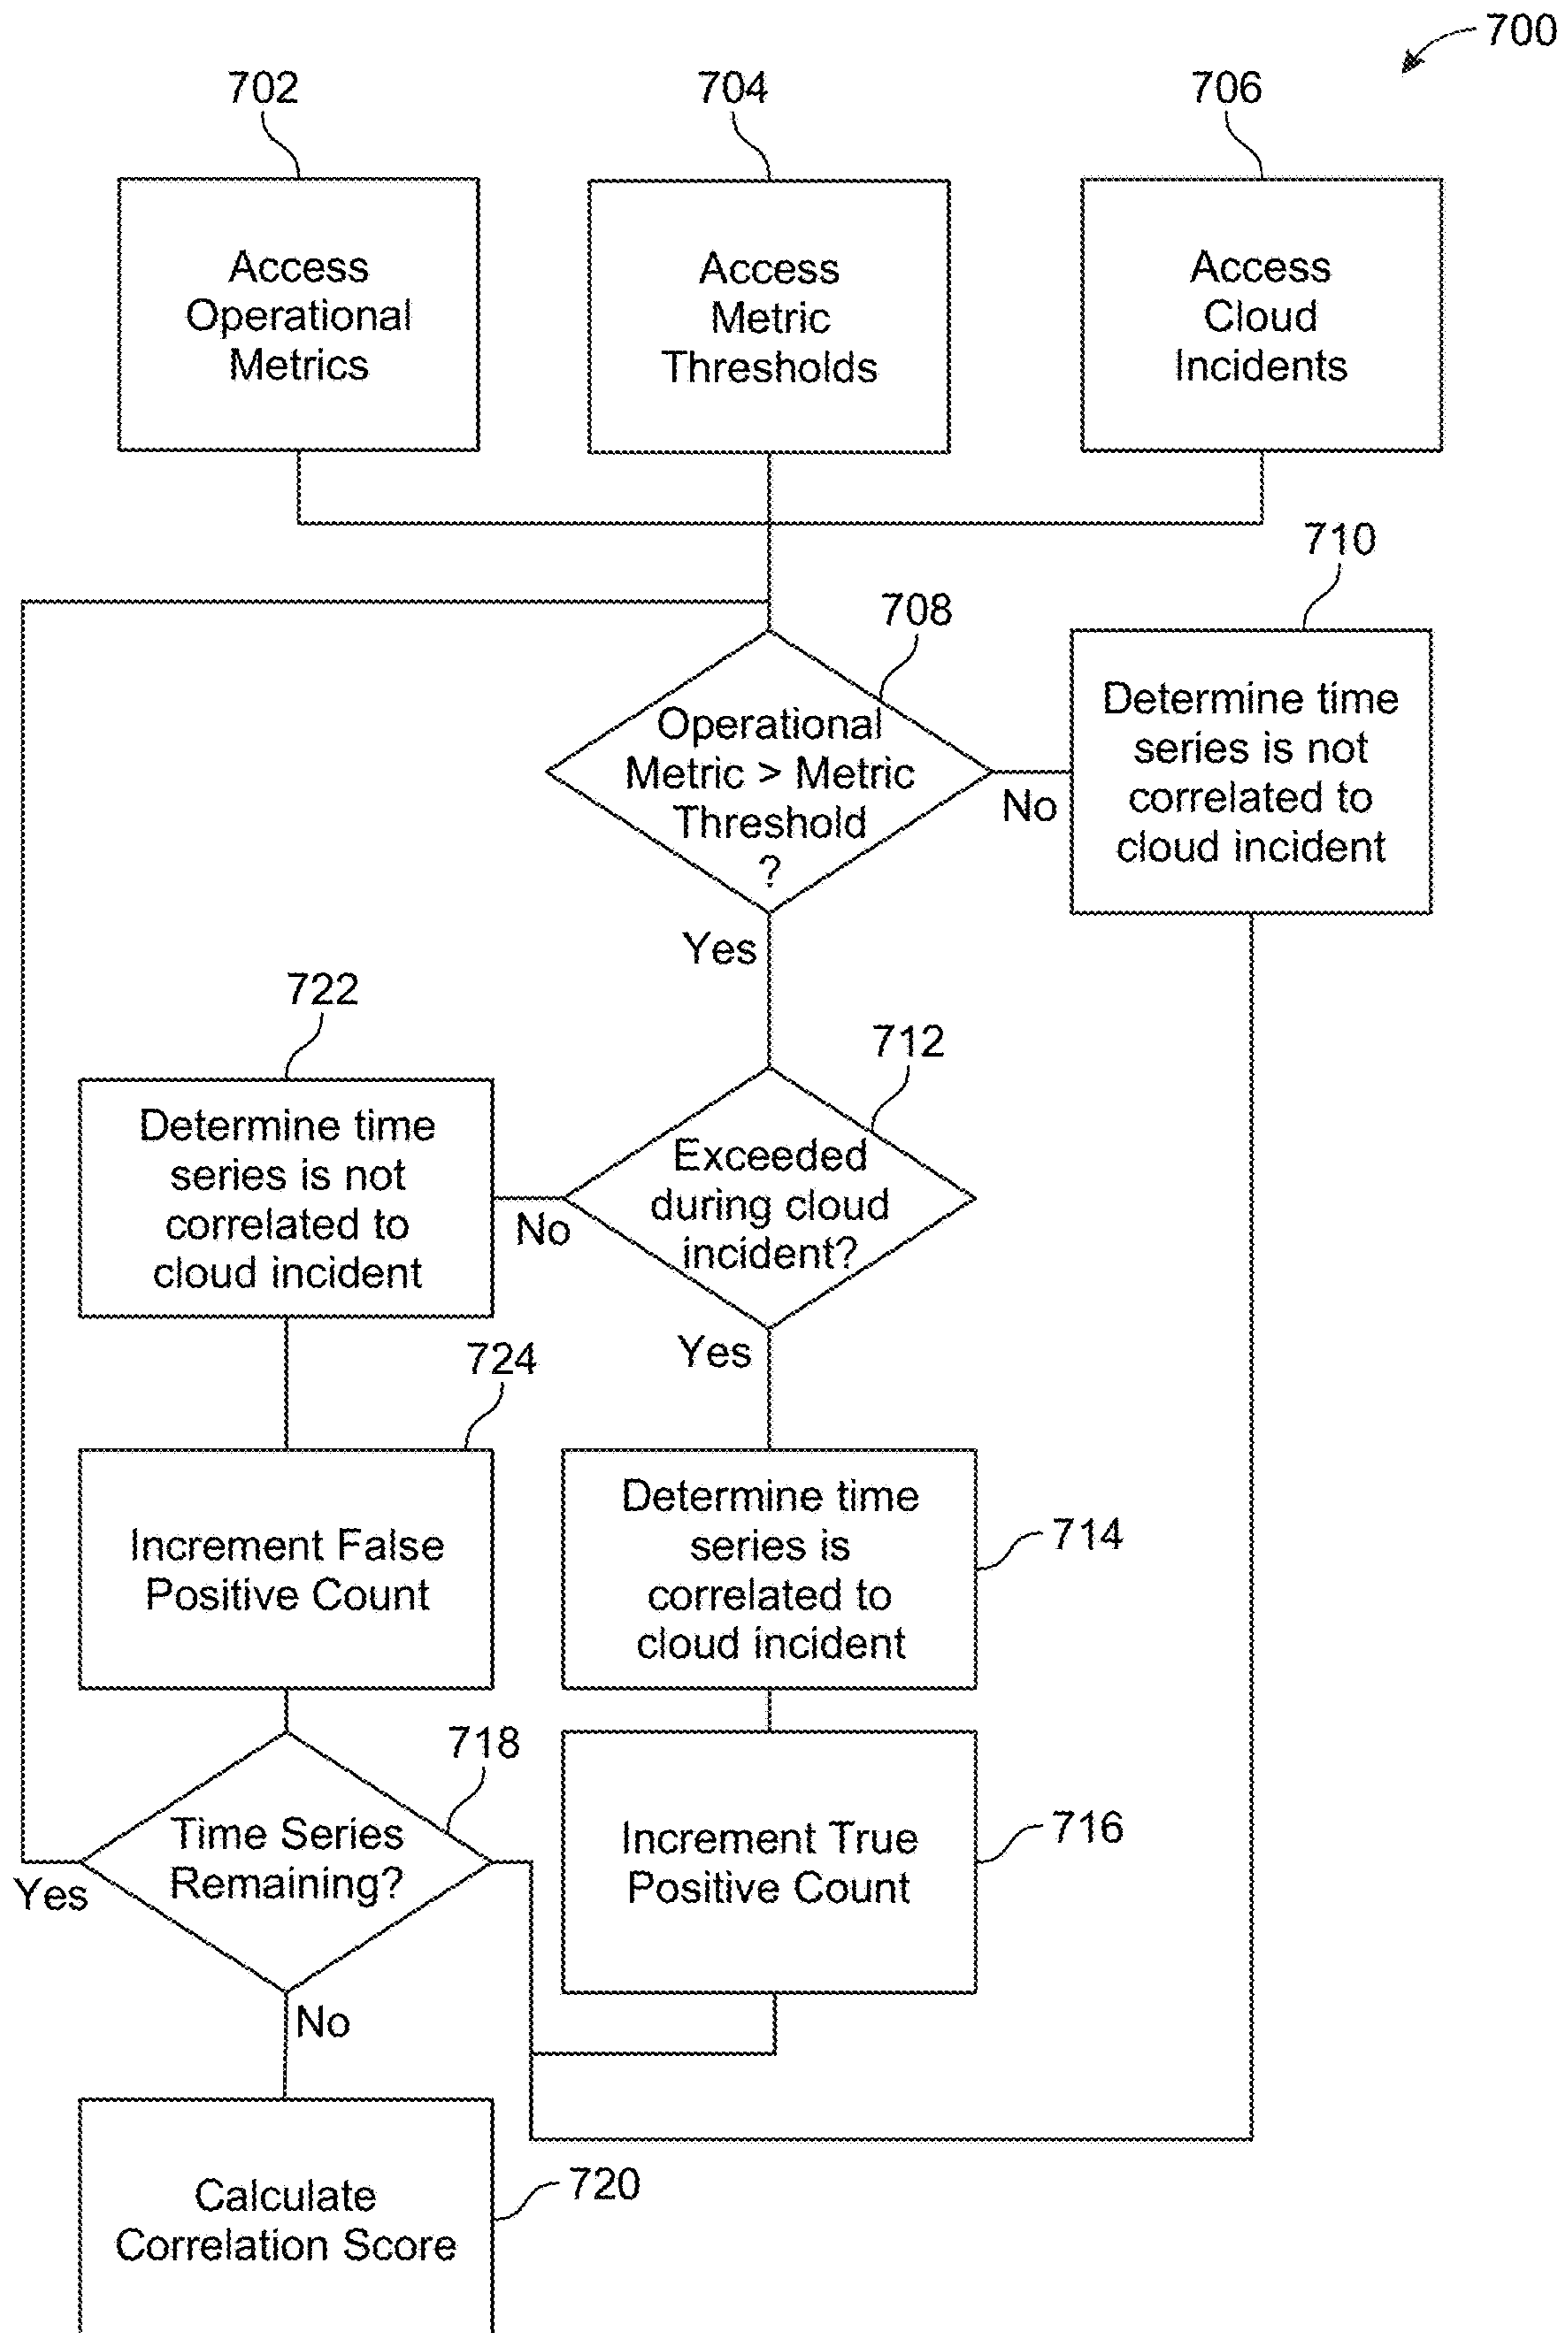 700
702
704
706
Access
Operational
Metrics
Access
Metric
Thresholds
Access
Cloud
Incidents
708
710
Operational
Metric > Metric
Threshold
?
No
Determine time
series is not
correlated to
cloud incident
Yes
722
712
Determine time
series is not
correlated to
cloud incident
No
Exceeded
during cloud
incident?
Yes
724
Increment False
Positive Count
Determine time
series is
correlated to
cloud incident
714
718
Time Series
Remaining?
Yes
Increment True
Positive Count
716
No
Calculate
Correlation Score
720